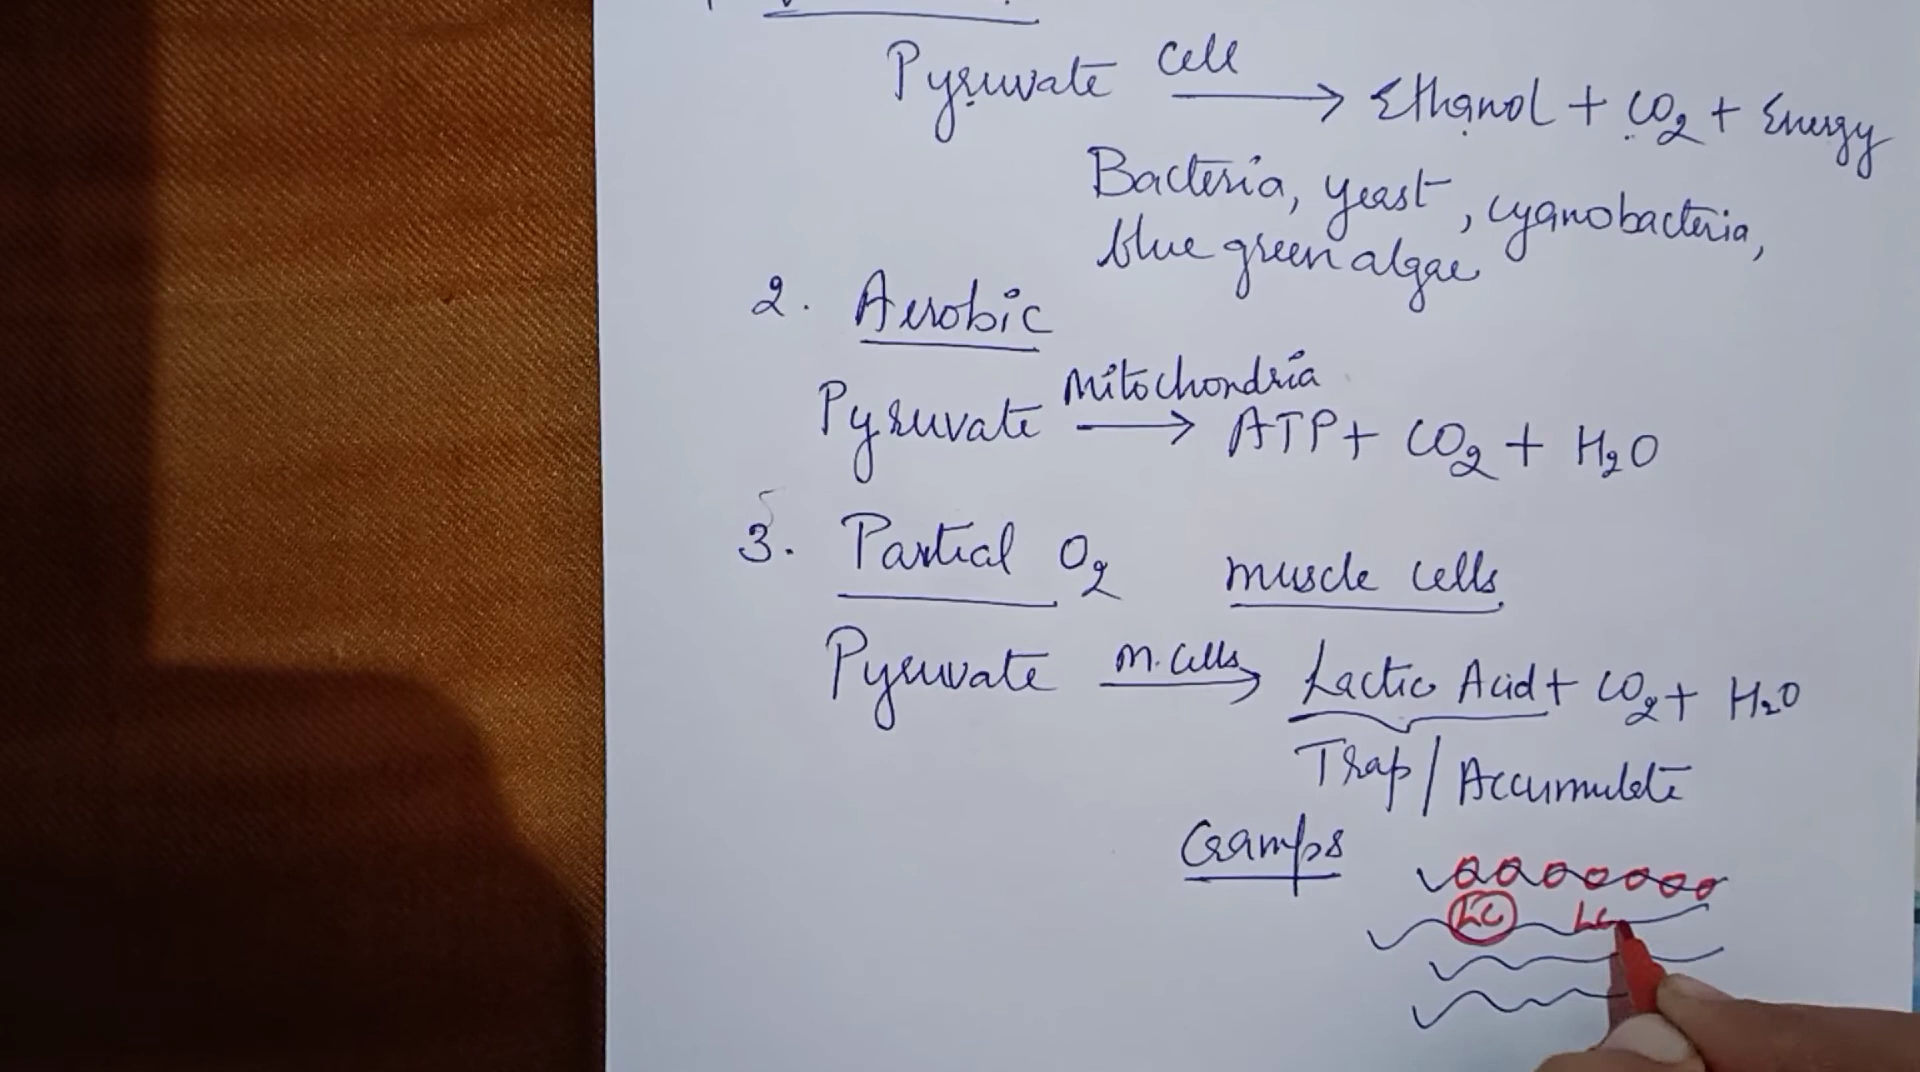 Pyruvate cell → Ethanol + CO2 + Energy
Bacteria, yeast, cyanobacteria,
blue green algae
2. Aerobic
Pyruvate Mitochondria → ATP + CO2 + H2O
3. Partial O2 muscle cells
Pyruvate M. Cells → Lactic Acid + CO2 + H2O
Trap / Accumulate
Cramps
LC LC